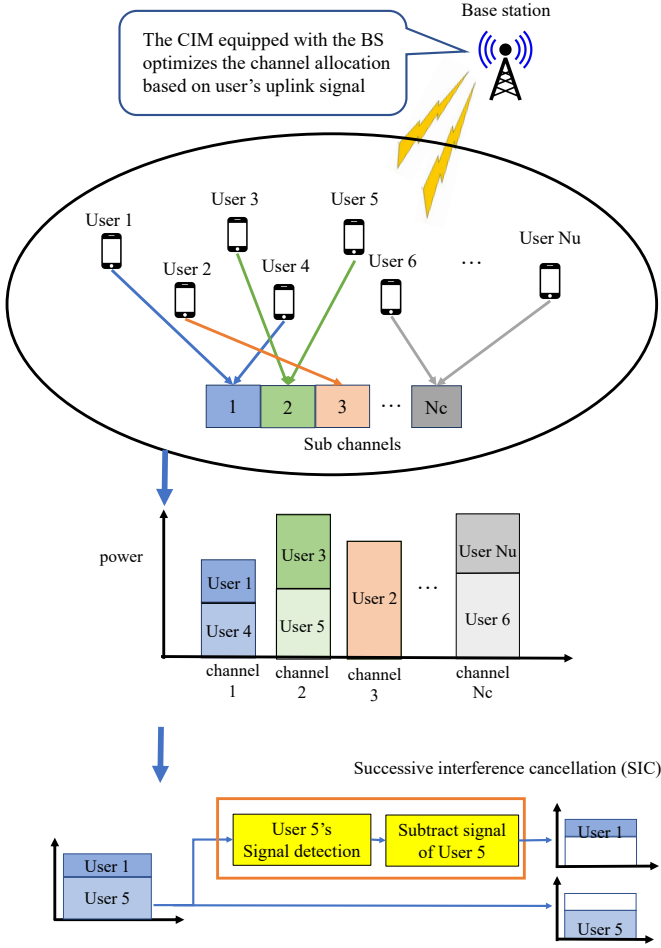 Base station
The CIM equipped with the BS
optimizes the channel allocation
based on user’s uplink signal
User 1
User 3
User 5
User 2
User 4
User 6
...
User Nu
1
2
3
...
Nc
Sub channels
power
User 1
User 4
User 3
User 5
User 2
...
User Nu
User 6
channel
1
channel
2
channel
3
channel
Nc
Successive interference cancellation (SIC)
User 1
User 5
User 5’s
Signal detection
Subtract signal
of User 5
User 1
User 5